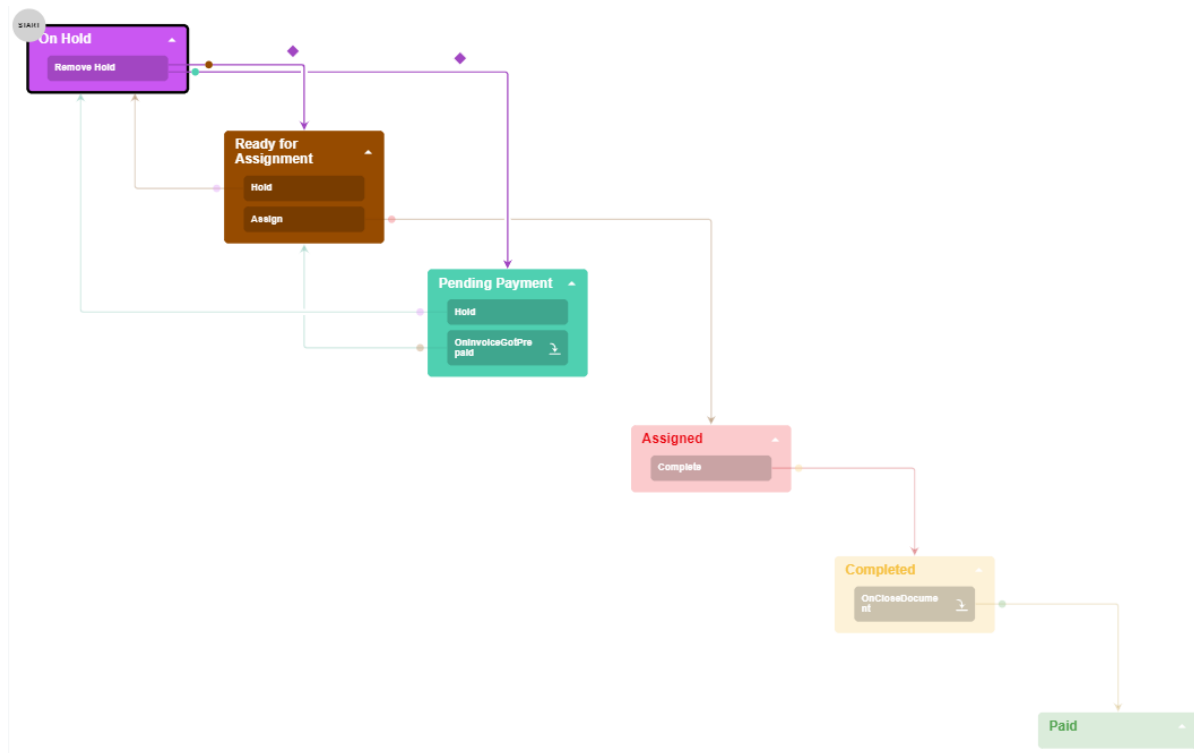 START
On Hold
Remove Hold
Ready for
Assignment
Hold
Assign
Pending Payment
Hold
OnInvoiceGotPre
paid
Assigned
Complete
Completed
OnCloseDocume
nt
Paid